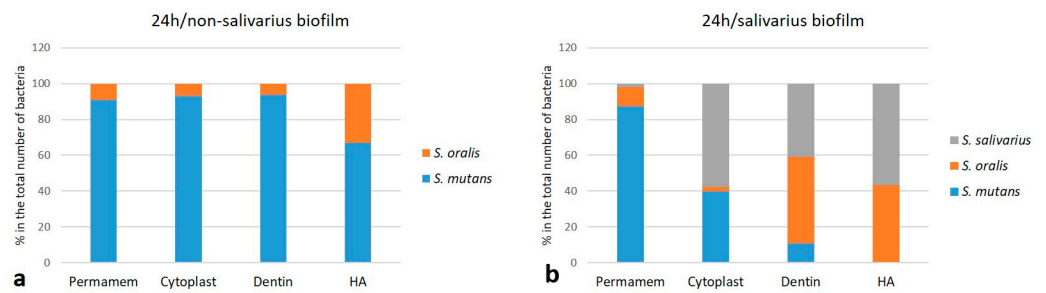 24h/non-salivarius biofilm
% in the total number of bacteria
120
100
80
60
40
20
0
Permamem Cytoplast Dentin HA
S. oralis
S. mutans
a
24h/salivarius biofilm
% in the total number of bacteria
120
100
80
60
40
20
0
Permamem Cytoplast Dentin HA
S. salivarius
S. oralis
S. mutans
b